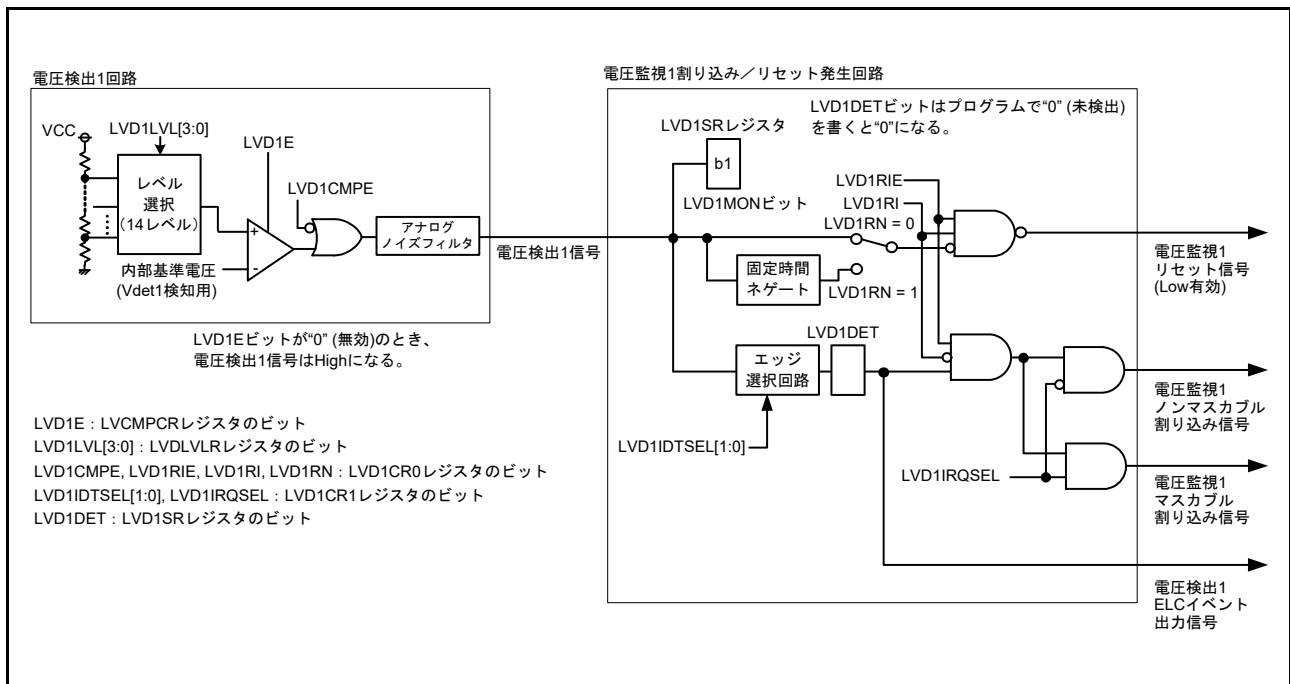 電圧検出1回路
VCC
LVD1LVL[3:0]
LVD1E
LVD1CMPE
レベル
選択
(14レベル)
+
-
内部基準電圧
(Vdet1検知用)
アナログ
ノイズフィルタ
電圧検出1信号
LVD1Eビットが“0” (無効)のとき、
電圧検出1信号はHighになる。
電圧監視1割り込み／リセット発生回路
LVD1DETビットはプログラムで“0” (未検出)
を書くと“0”になる。
LVD1SRレジスタ
b1
LVD1MONビット
LVD1RIE
LVD1RI
LVD1RN = 0
固定時間
ネゲート
LVD1RN = 1
LVD1DET
エッジ
選択回路
LVD1IDTSEL[1:0]
LVD1IRQSEL
電圧監視1
リセット信号
(Low有効)
電圧監視1
ノンマスカブル
割り込み信号
電圧監視1
マスカブル
割り込み信号
電圧検出1
ELCイベント
出力信号
LVD1E：LVCMPCRレジスタのビット
LVD1LVL[3:0]：LVDLVLRレジスタのビット
LVD1CMPE, LVD1RIE, LVD1RI, LVD1RN：LVD1CR0レジスタのビット
LVD1IDTSEL[1:0], LVD1IRQSEL：LVD1CR1レジスタのビット
LVD1DET：LVD1SRレジスタのビット